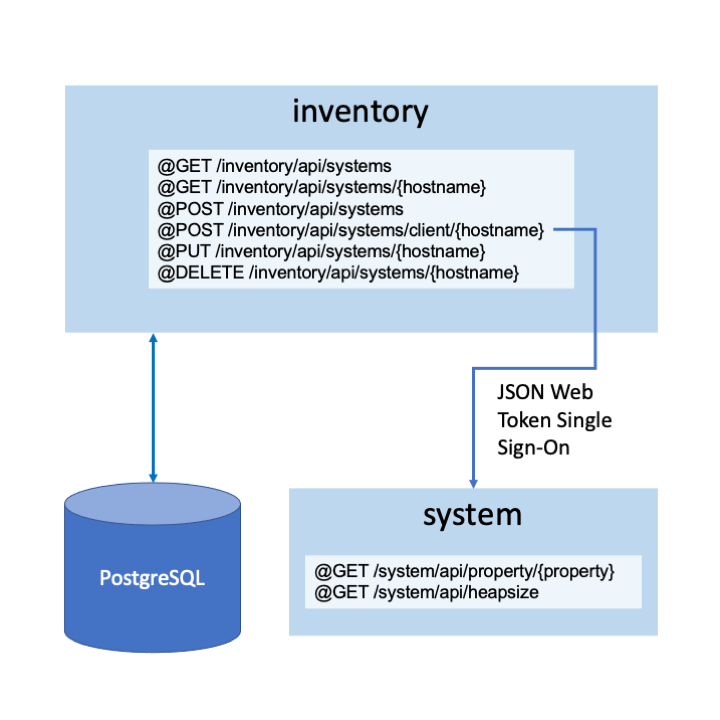 inventory
@GET /inventory/api/systems
@GET /inventory/api/systems/{hostname}
@POST /inventory/api/systems
@POST /inventory/api/systems/client/{hostname}
@PUT /inventory/api/systems/{hostname}
@DELETE /inventory/api/systems/{hostname}
JSON Web
Token Single
Sign-On
PostgreSQL
system
@GET /system/api/property/{property}
@GET /system/api/heapsize